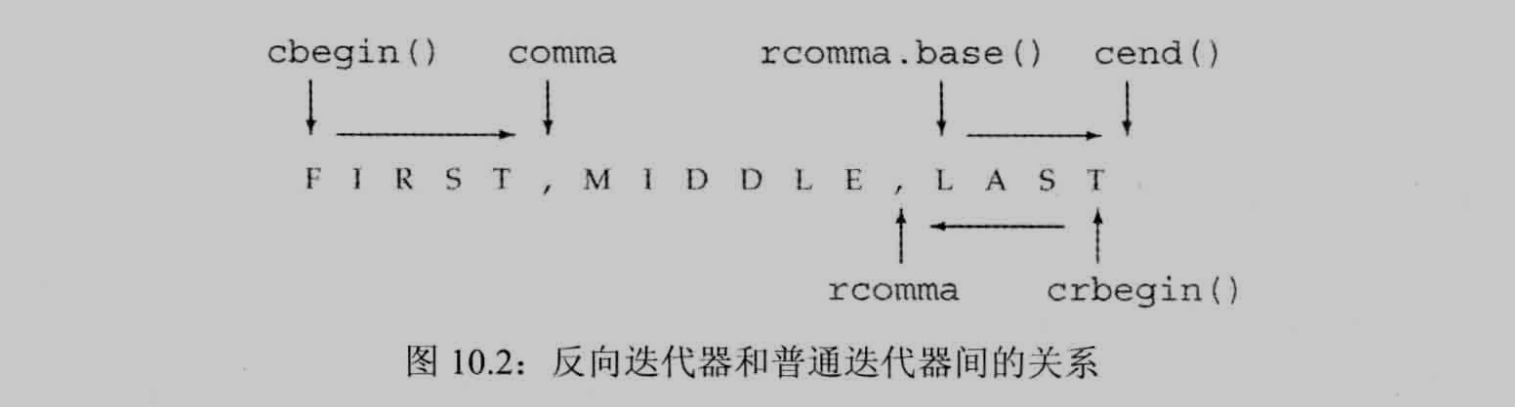 cbegin() comma rcomma.base() cend()
F I R S T , M I D D L E , L A S T
rcomma crbegin()
图 10.2：反向迭代器和普通迭代器间的关系